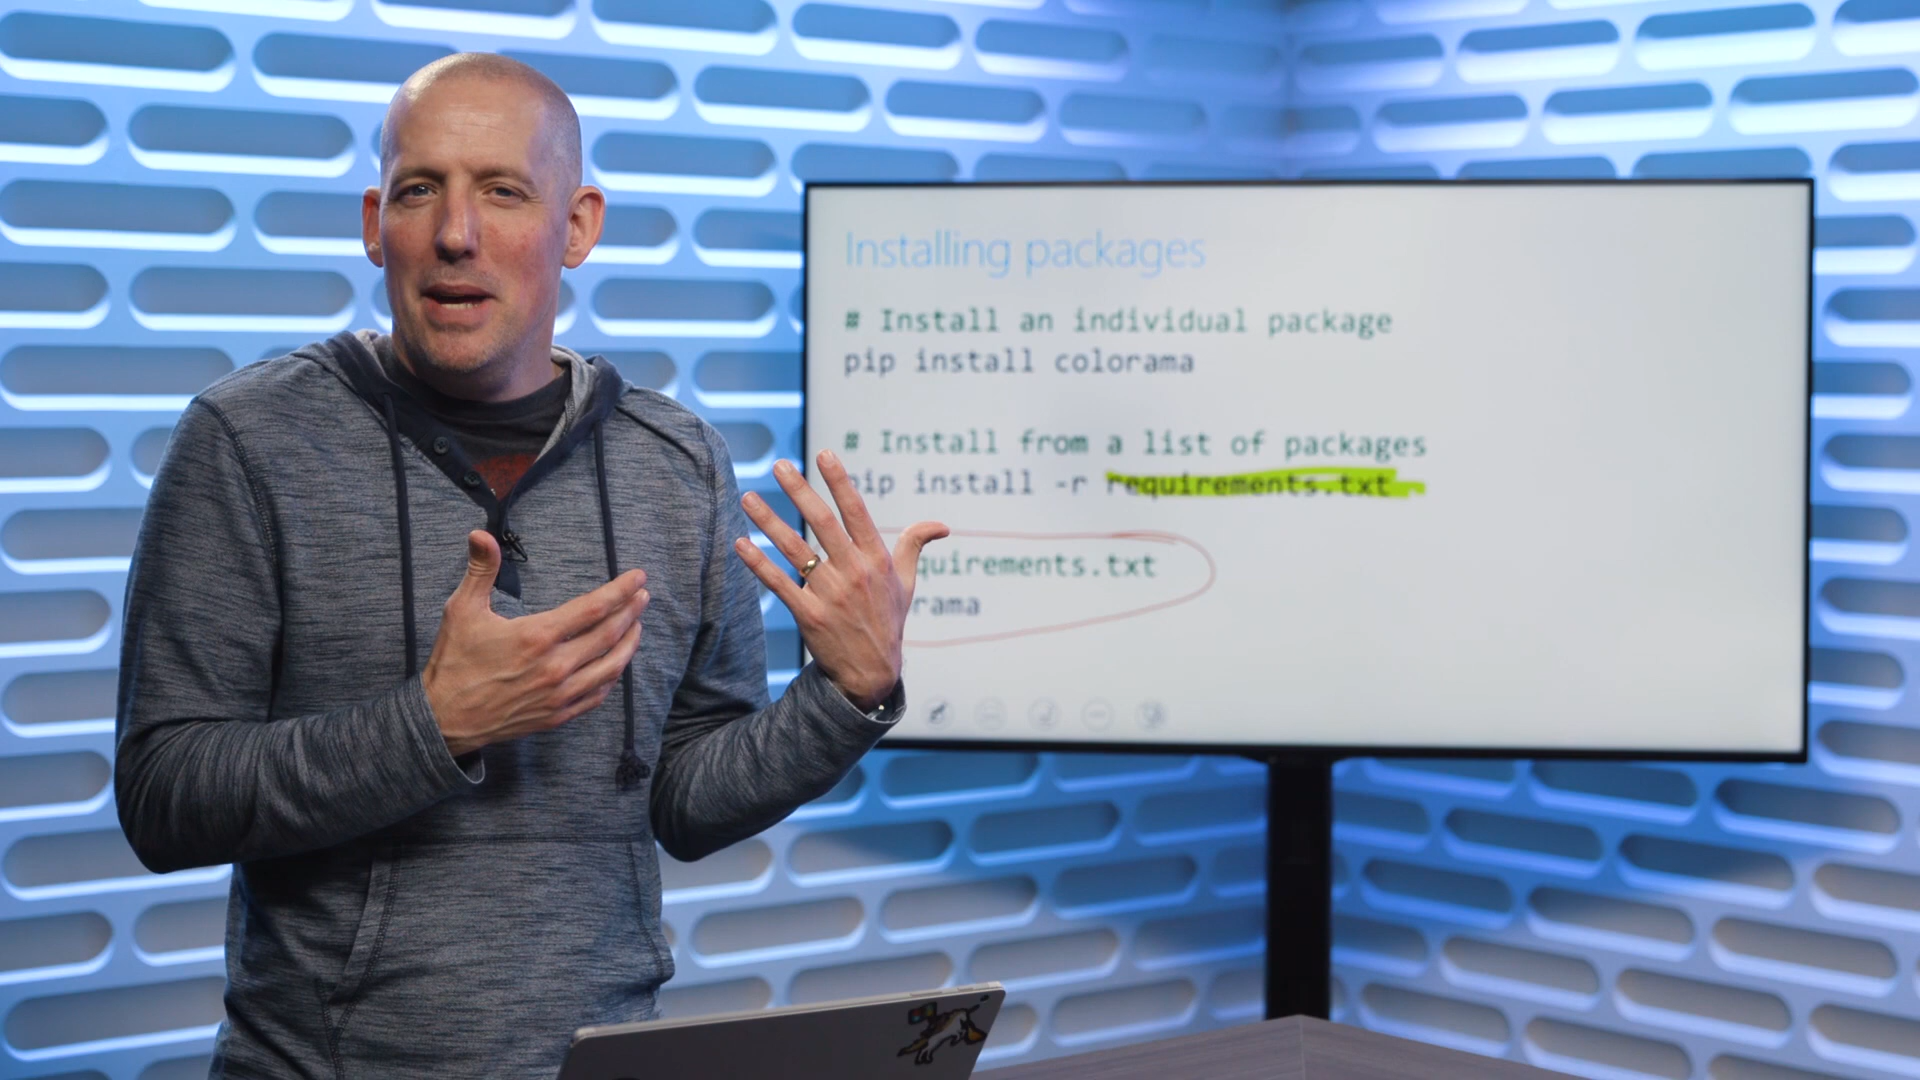 Installing packages
# Install an individual package
pip install colorama
# Install from a list of packages
pip install -r requirements.txt
quirements.txt
rama